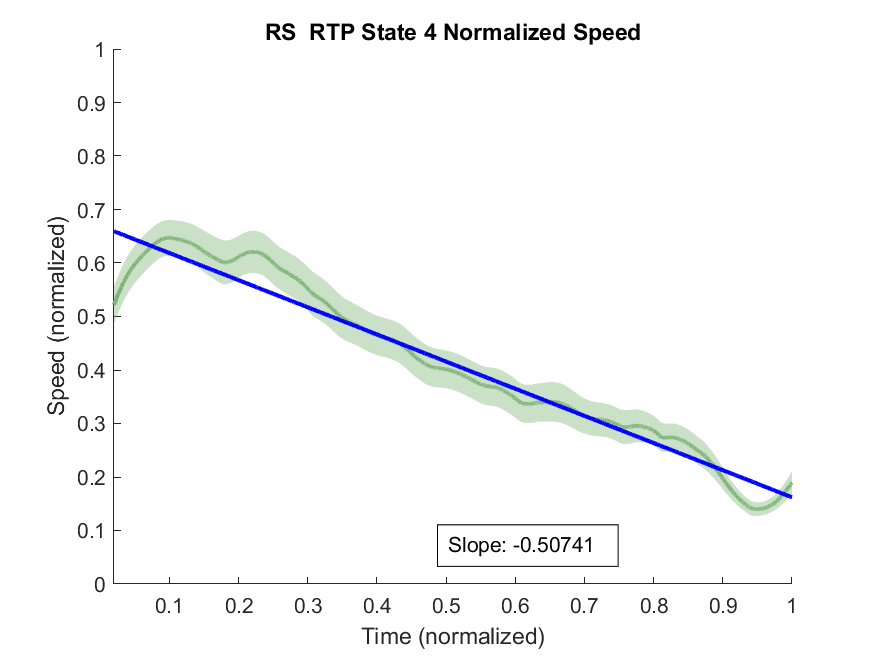 RS  RTP State 4 Normalized Speed
1
0.9
0.8
0.7
0.6
0.5
0.4
0.3
0.2
0.1
0
Speed (normalized)
Slope: -0.50741
0.1 0.2 0.3 0.4 0.5 0.6 0.7 0.8 0.9 1
Time (normalized)